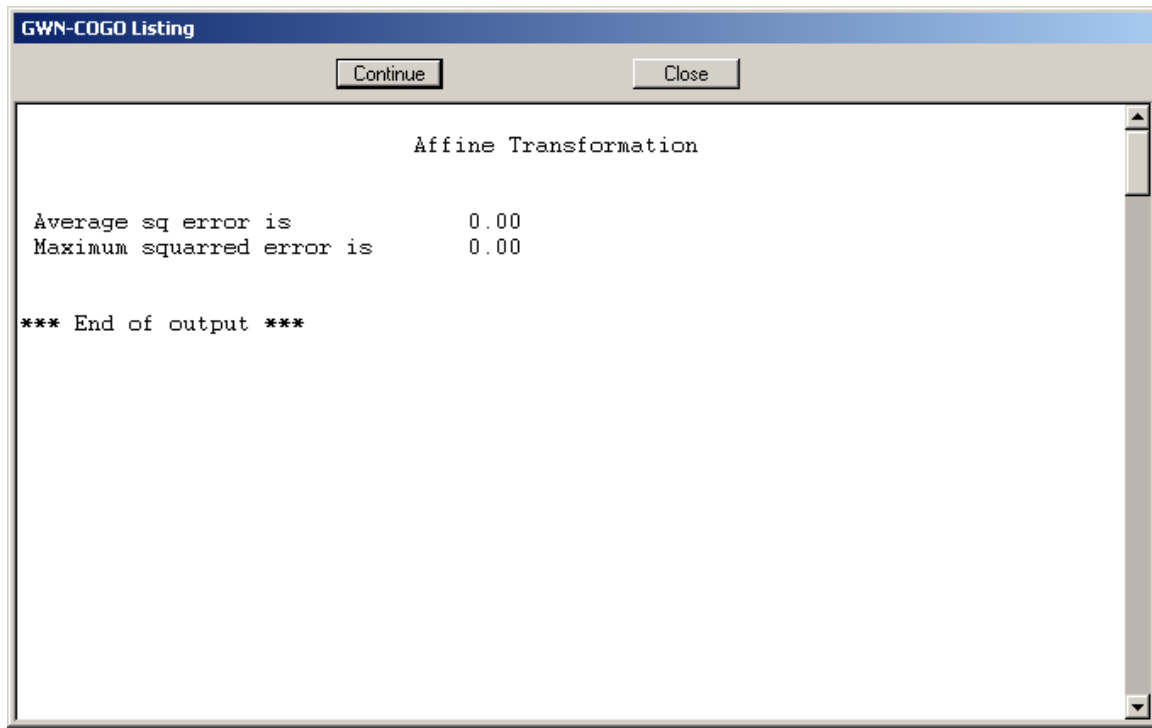 GWN-COGO Listing
Continue Close
Affine Transformation
Average sq error is 0.00
Maximum squarred error is 0.00
*** End of output ***